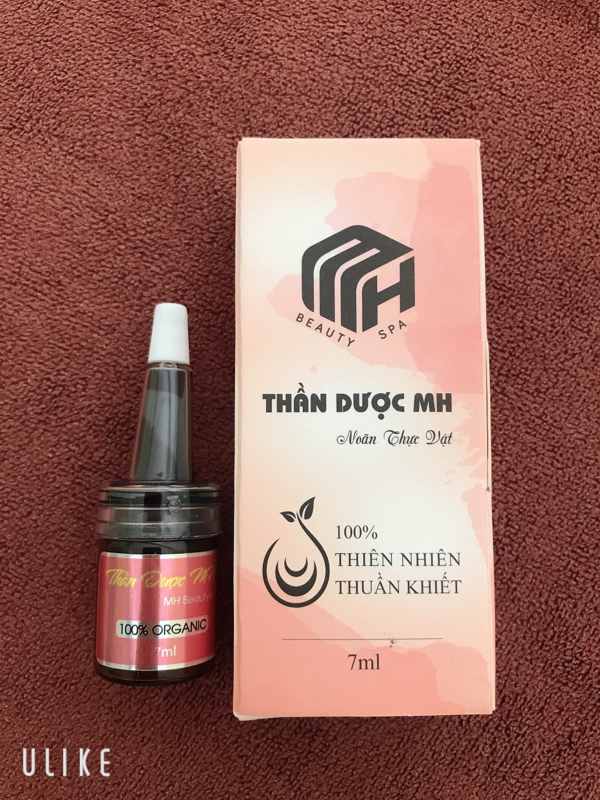 MH
BEAUTY SPA
THẦN DƯỢC MH
Noãn Thực Vật
100%
THIÊN NHIÊN
THUẦN KHIẾT
7ml
Thần Dược MH
MH Beauty
100% ORGANIC
7ml
ULIKE